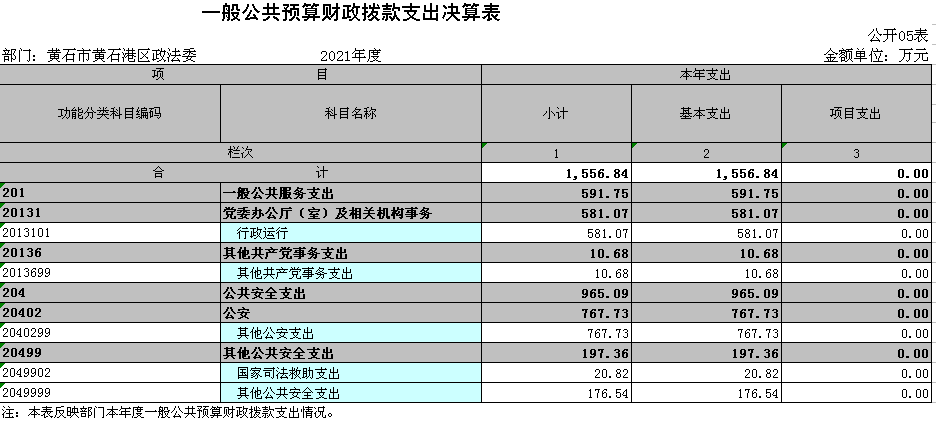 一般公共预算财政拨款支出决算表
公开05表
部门：黄石市黄石港区政法委 2021年度 金额单位：万元
项 目 本年支出
功能分类科目编码 科目名称 小计 基本支出 项目支出
栏次 1 2 3
合 计 1,556.84 1,556.84 0.00
201 一般公共服务支出 591.75 591.75 0.00
20131 党委办公厅（室）及相关机构事务 581.07 581.07 0.00
2013101 行政运行 581.07 581.07 0.00
20136 其他共产党事务支出 10.68 10.68 0.00
2013699 其他共产党事务支出 10.68 10.68 0.00
204 公共安全支出 965.09 965.09 0.00
20402 公安 767.73 767.73 0.00
2040299 其他公安支出 767.73 767.73 0.00
20499 其他公共安全支出 197.36 197.36 0.00
2049902 国家司法救助支出 20.82 20.82 0.00
2049999 其他公共安全支出 176.54 176.54 0.00
注：本表反映部门本年度一般公共预算财政拨款支出情况。